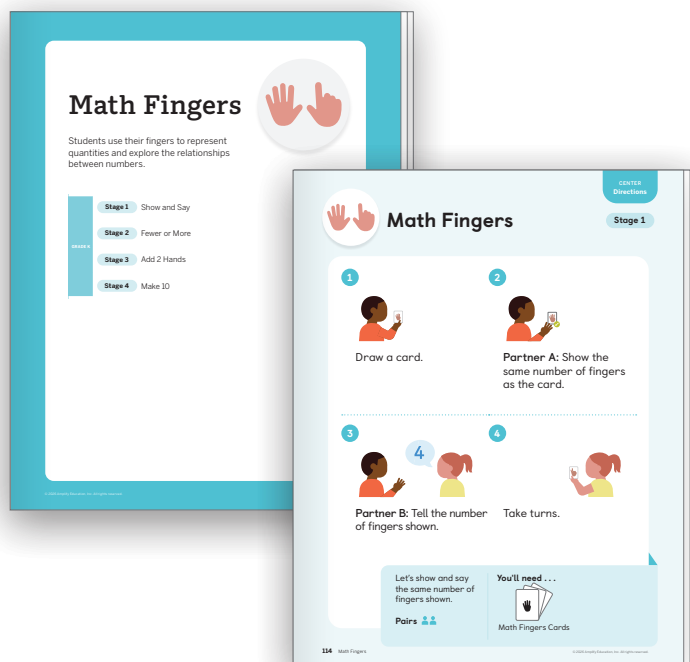 Math Fingers
Students use their fingers to represent
quantities and explore the relationships
between numbers.
GRADE K
Stage 1 Show and Say
Stage 2 Fewer or More
Stage 3 Add 2 Hands
Stage 4 Make 10
CENTER
Directions
Math Fingers
Stage 1
1
Draw a card.
2
Partner A: Show the
same number of fingers
as the card.
3
4
Partner B: Tell the number
of fingers shown.
4
Take turns.
Let's show and say
the same number of
fingers shown.
Pairs
You'll need . . .
Math Fingers Cards
114 Math Fingers